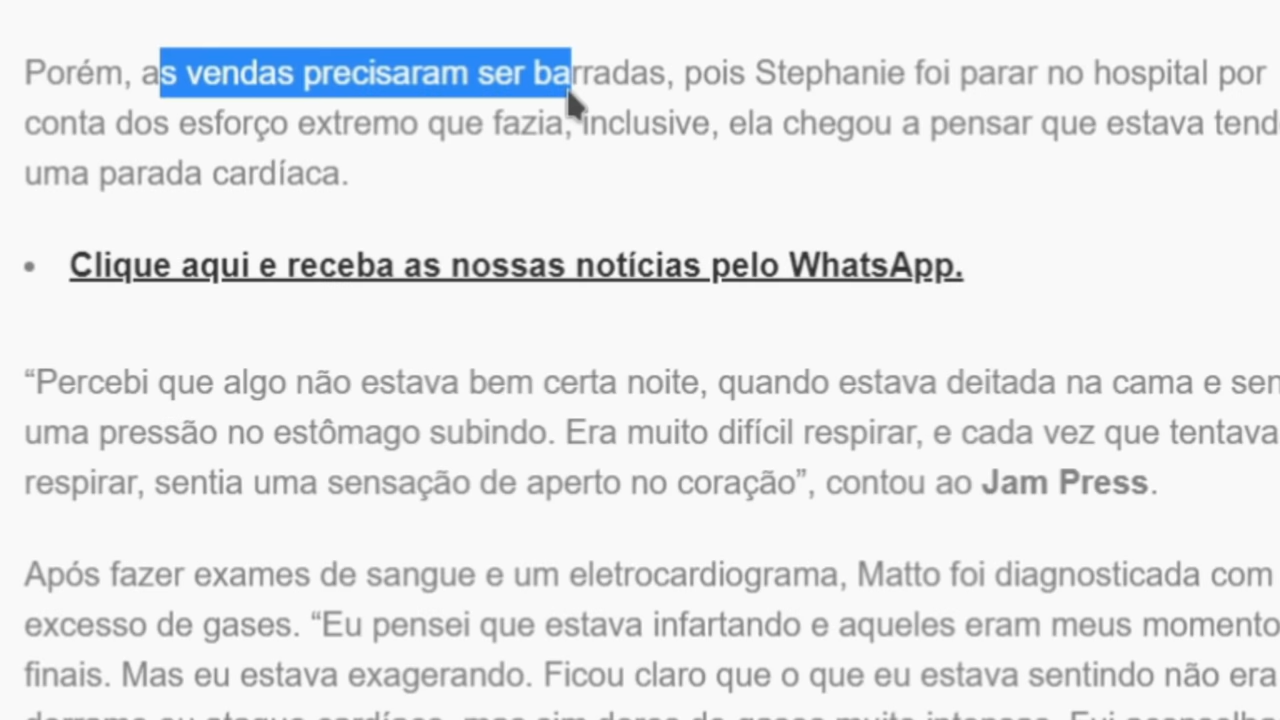 Porém, as vendas precisaram ser barradas, pois Stephanie foi parar no hospital por
conta dos esforço extremo que fazia, inclusive, ela chegou a pensar que estava
uma parada cardíaca.
• Clique aqui e receba as nossas notícias pelo WhatsApp.
“Percebi que algo não estava bem certa noite, quando estava deitada na cama e
uma pressão no estômago subindo. Era muito difícil respirar, e cada vez que tentava
respirar, sentia uma sensação de aperto no coração”, contou ao Jam Press.
Após fazer exames de sangue e um eletrocardiograma, Matto foi diagnosticada com
excesso de gases. “Eu pensei que estava infartando e aqueles eram meus
finais. Mas eu estava exagerando. Ficou claro que o que eu estava sentindo não era